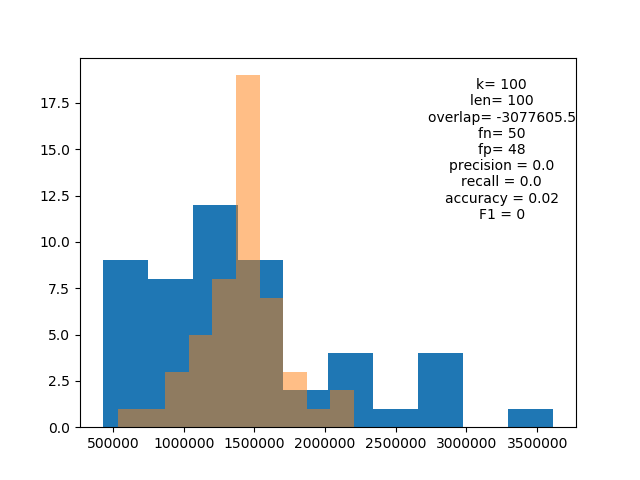 k= 100
len= 100
overlap= -3077605.5
fn= 50
fp= 48
precision = 0.0
recall = 0.0
accuracy = 0.02
F1 = 0
17.5
15.0
12.5
10.0
7.5
5.0
2.5
0.0
500000 1000000 1500000 2000000 2500000 3000000 3500000